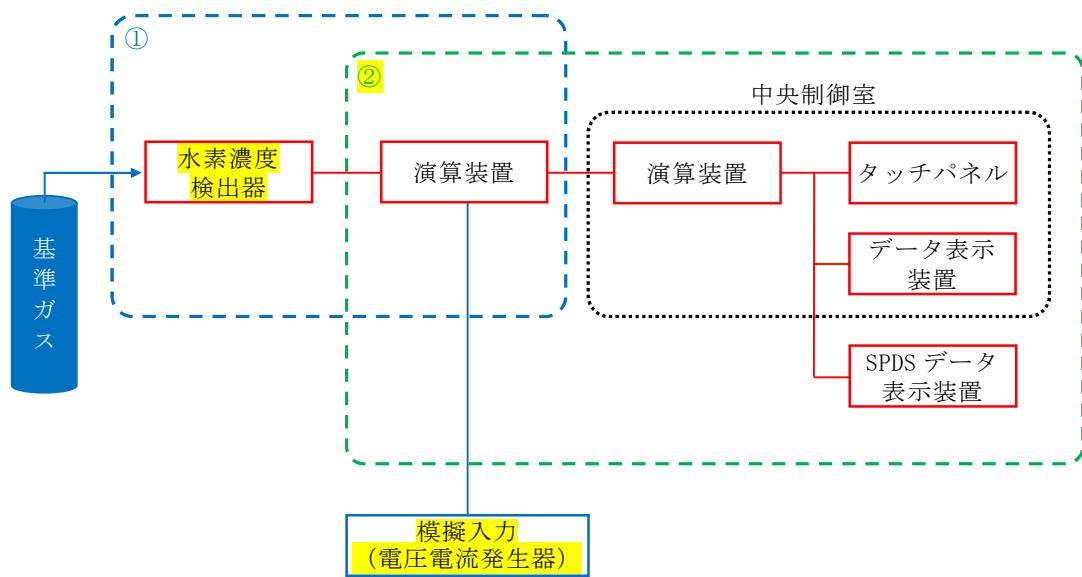 ①
②
中央制御室
水素濃度
検出器
演算装置
演算装置
タッチパネル
データ表示
装置
SPDS データ
表示装置
基準ガス
模擬入力
（電圧電流発生器）